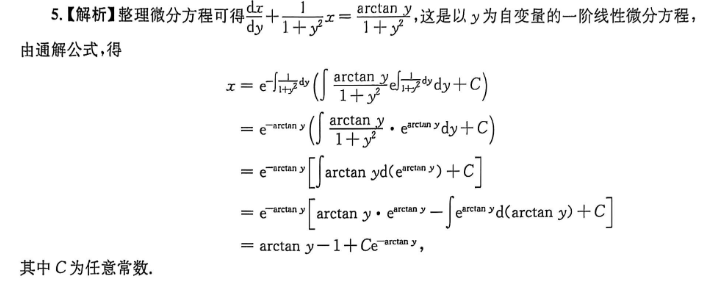 5.【解析】整理微分方程可得dx/dy+1/(1+y²)x=arctan y/(1+y²),这是以 y 为自变量的一阶线性微分方程,
由通解公式,得
x=e^(-∫1/(1+y²)dy)(∫arctan y/(1+y²)e^(∫1/(1+y²)dy)dy+C)
=e^(-arctan y)(∫arctan y/(1+y²)·e^(arctan y)dy+C)
=e^(-arctan y)[∫arctan yd(e^(arctan y))+C]
=e^(-arctan y)[arctan y·e^(arctan y)-∫e^(arctan y)d(arctan y)+C]
=arctan y-1+Ce^(-arctan y),
其中 C 为任意常数.